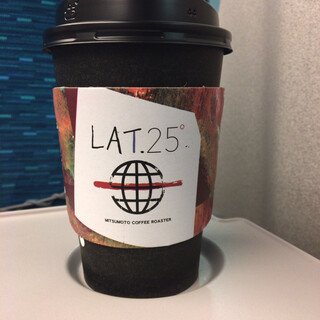 LAT.25°
MITSUMOTO COFFEE ROASTER